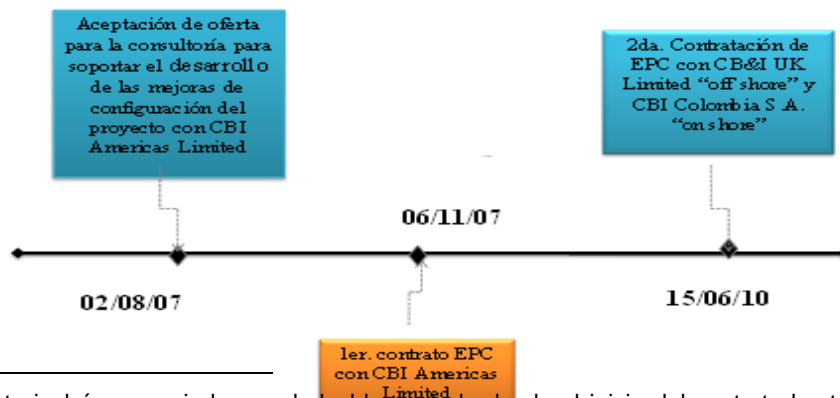 Aceptación de oferta
para la consultoría para
soportar el desarrollo
de las mejoras de
configuración del
proyecto con CBI
Americas Limited
2da. Contratación de
EPC con CB&I UK
Limited “off shore” y
CBI Colombia S.A.
“on shore”
06/11/07
02/08/07
15/06/10
1er. contrato EPC
con CBI Americas
Limited